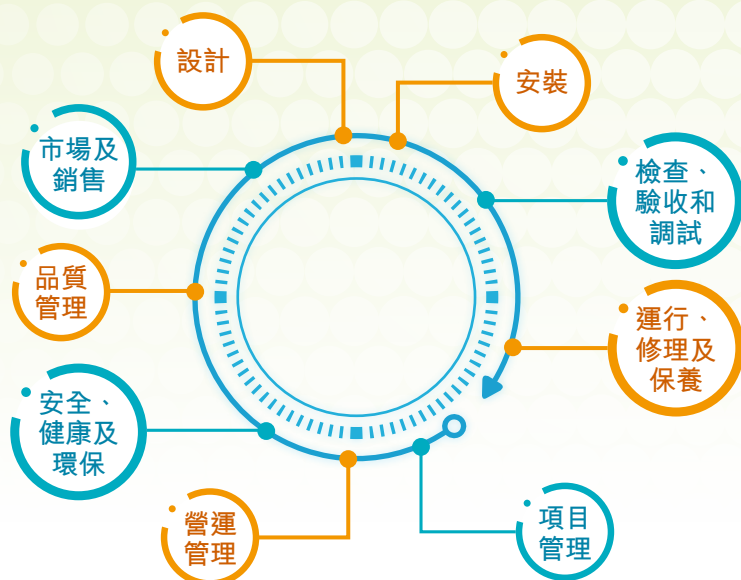 設計
安裝
市場及
銷售
檢查、
驗收和
調試
品質
管理
運行、
修理及
保養
安全、
健康及
環保
營運
管理
項目
管理